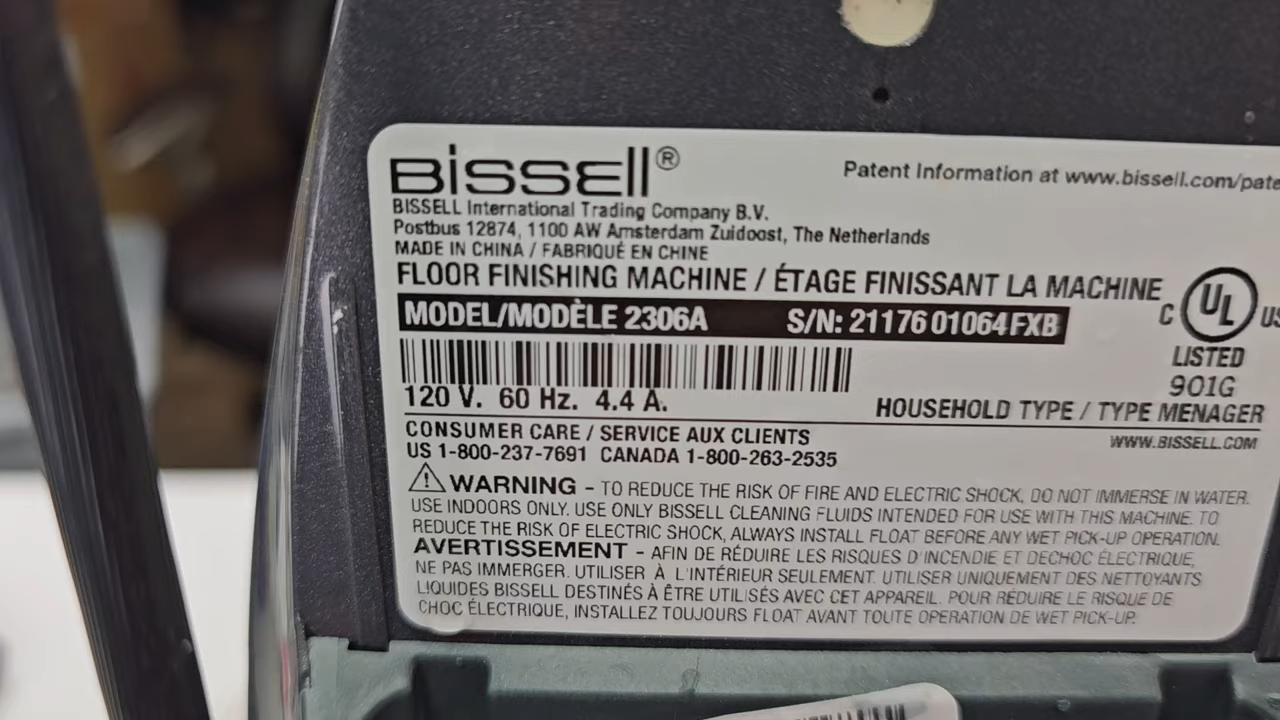 BISSELL®
Patent Information at www.bissell.com/pate
BISSELL International Trading Company B.V.
Postbus 12874, 1100 AW Amsterdam Zuidoost, The Netherlands
MADE IN CHINA / FABRIQUÉ EN CHINE
FLOOR FINISHING MACHINE / ÉTAGE FINISSANT LA MACHINE
MODEL/MODÈLE 2306A S/N: 21176 01064FXB
C UL US
LISTED
901G
120 V. 60 Hz. 4.4 A.
HOUSEHOLD TYPE / TYPE MENAGER
CONSUMER CARE / SERVICE AUX CLIENTS
WWW.BISSELL.COM
US 1-800-237-7691 CANADA 1-800-263-2535
WARNING - TO REDUCE THE RISK OF FIRE AND ELECTRIC SHOCK, DO NOT IMMERSE IN WATER.
USE INDOORS ONLY. USE ONLY BISSELL CLEANING FLUIDS INTENDED FOR USE WITH THIS MACHINE. TO
REDUCE THE RISK OF ELECTRIC SHOCK, ALWAYS INSTALL FLOAT BEFORE ANY WET PICK-UP OPERATION.
AVERTISSEMENT - AFIN DE RÉDUIRE LES RISQUES D'INCENDIE ET DECHOC ÉLECTRIQUE,
NE PAS IMMERGER. UTILISER À L'INTÉRIEUR SEULEMENT. UTILISER UNIQUEMENT DES NETTOYANTS
LIQUIDES BISSELL DESTINÉS À ÊTRE UTILISÉS AVEC CET APPAREIL. POUR RÉDUIRE LE RISQUE DE
CHOC ÉLECTRIQUE, INSTALLEZ TOUJOURS FLOAT AVANT TOUTE OPERATION DE WET PICK-UP.